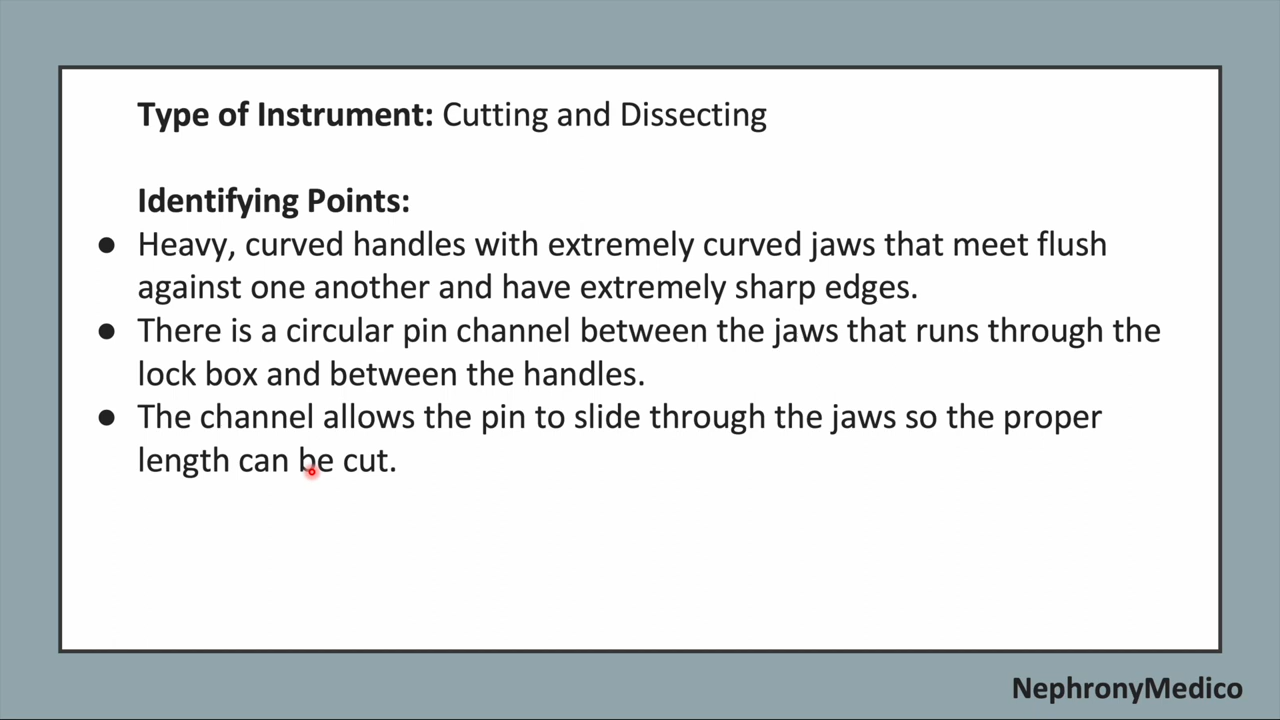 Type of Instrument: Cutting and Dissecting
Identifying Points:
● Heavy, curved handles with extremely curved jaws that meet flush
against one another and have extremely sharp edges.
● There is a circular pin channel between the jaws that runs through the
lock box and between the handles.
● The channel allows the pin to slide through the jaws so the proper
length can be cut.
NephronyMedico